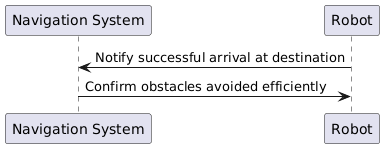 Navigation System
Robot
Notify successful arrival at destination
Confirm obstacles avoided efficiently
Navigation System
Robot